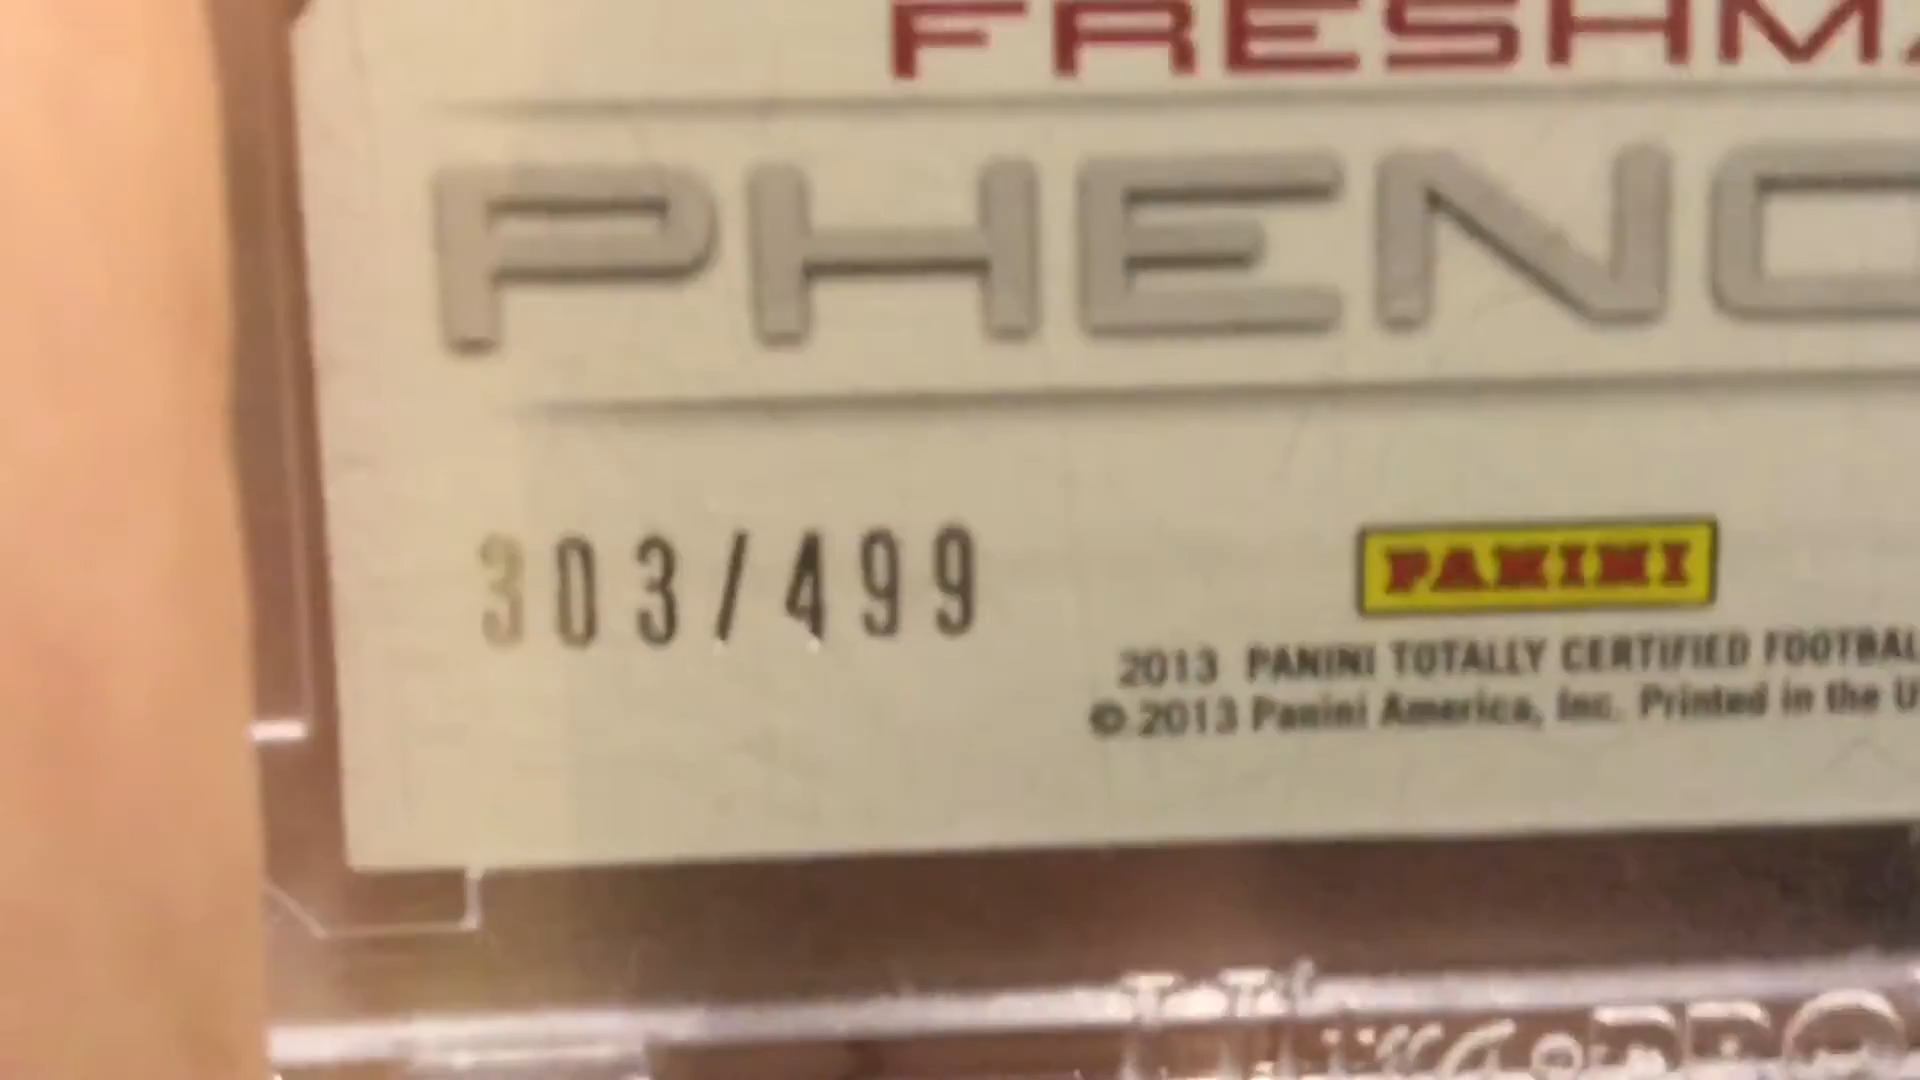 FRESHMA
PHENO
303/499
PANINI
2013 PANINI TOTALLY CERTIFIED FOOTBAL
© 2013 Panini America, Inc. Printed in the U